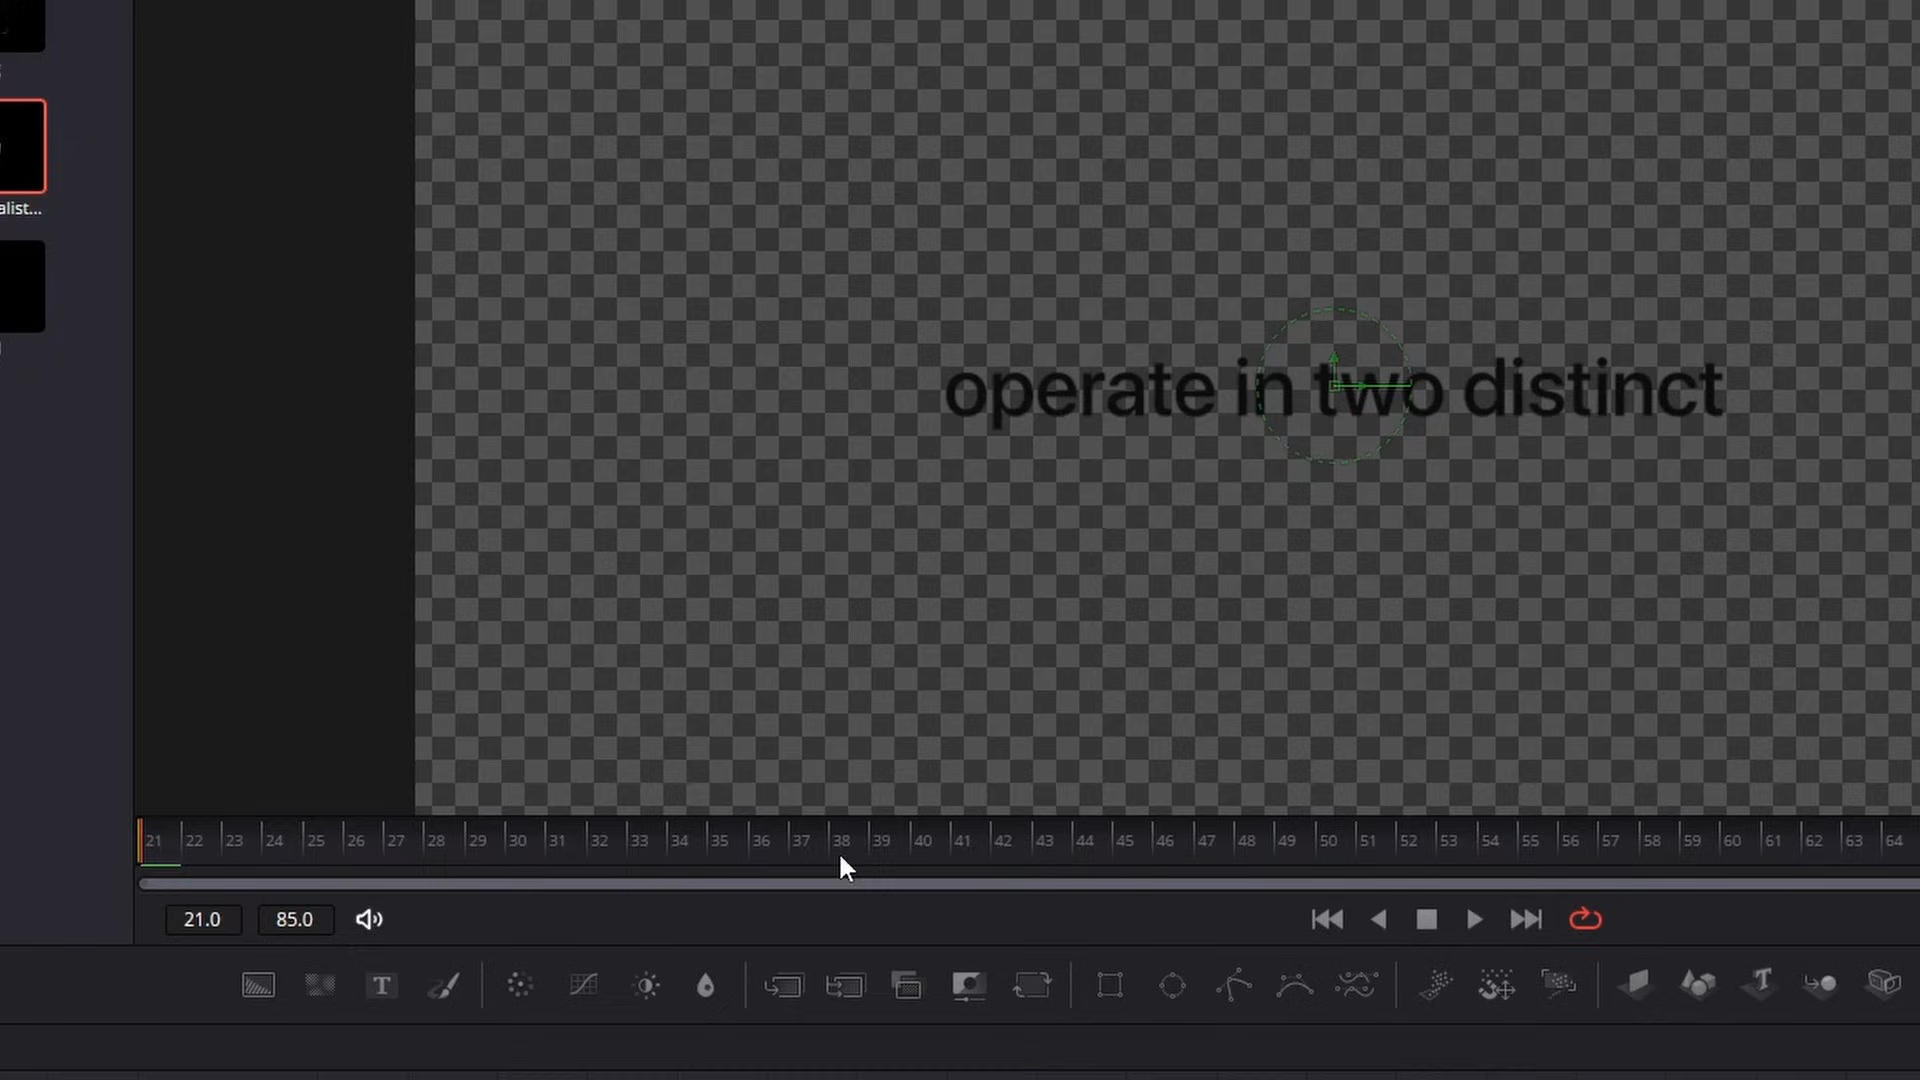 alist...
operate in two distinct
21 22 23 24 25 26 27 28 29 30 31 32 33 34 35 36 37 38 39 40 41 42 43 44 45 46 47 48 49 50 51 52 53 54 55 56 57 58 59 60 61 62 63 64
21.0 85.0